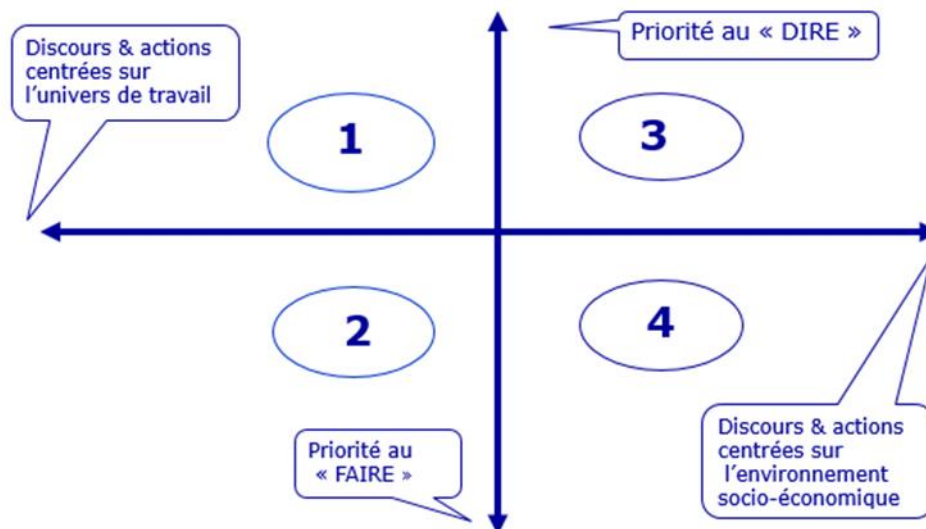 Discours & actions
centrées sur
l'univers de travail
Priorité au « DIRE »
1
3
2
4
Priorité au
« FAIRE »
Discours & actions
centrées sur
l'environnement
socio-économique